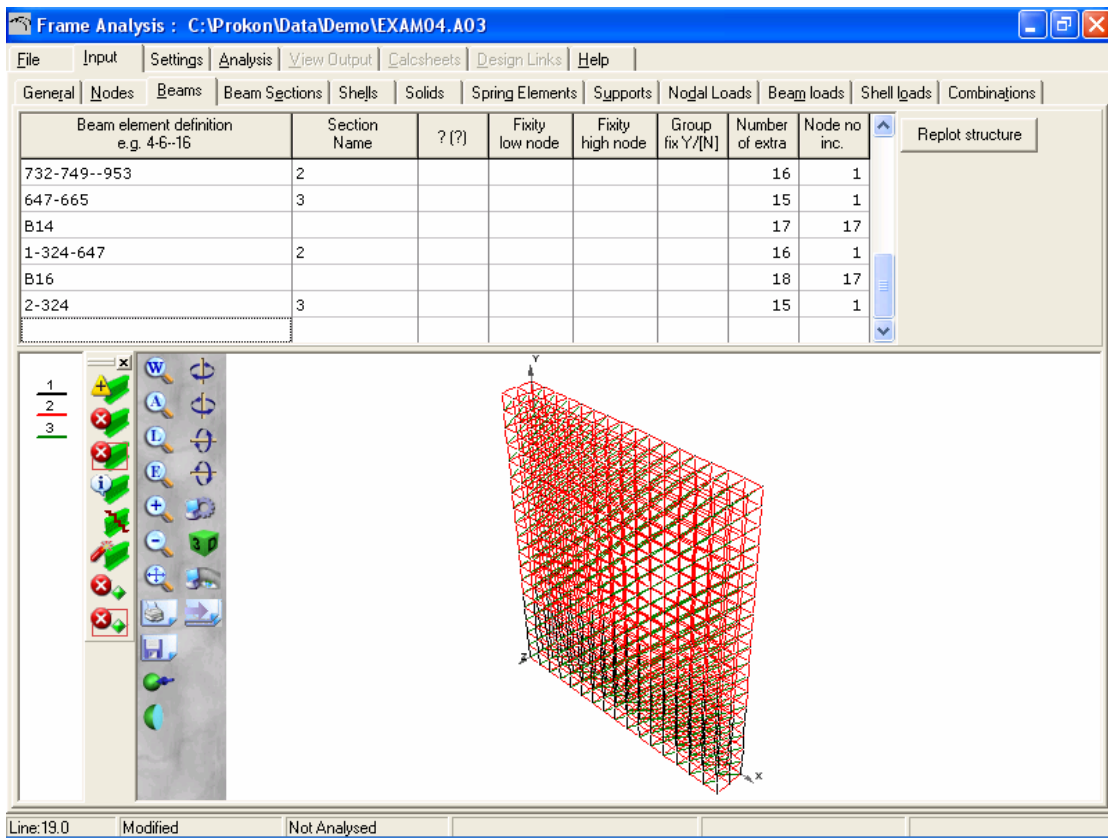 Frame Analysis : C:\Prokon\Data\Demo\EXAM04.A03
File Input Settings Analysis View Output Calcsheets Design Links Help
General Nodes Beams Beam Sections Shells Solids Spring Elements Supports Nodal Loads Beam loads Shell loads Combinations
Beam element definition e.g. 4-6--16 Section Name ? (?) Fixity low node Fixity high node Group fix Y/[N] Number of extra Node no inc. Replot structure
732-749--953 2 16 1
647-665 3 15 1
B14 17 17
1-324-647 2 16 1
B16 18 17
2-324 3 15 1
1
2
3
W
A
L
E
3D
Y
Z
X
Line:19.0 Modified Not Analysed